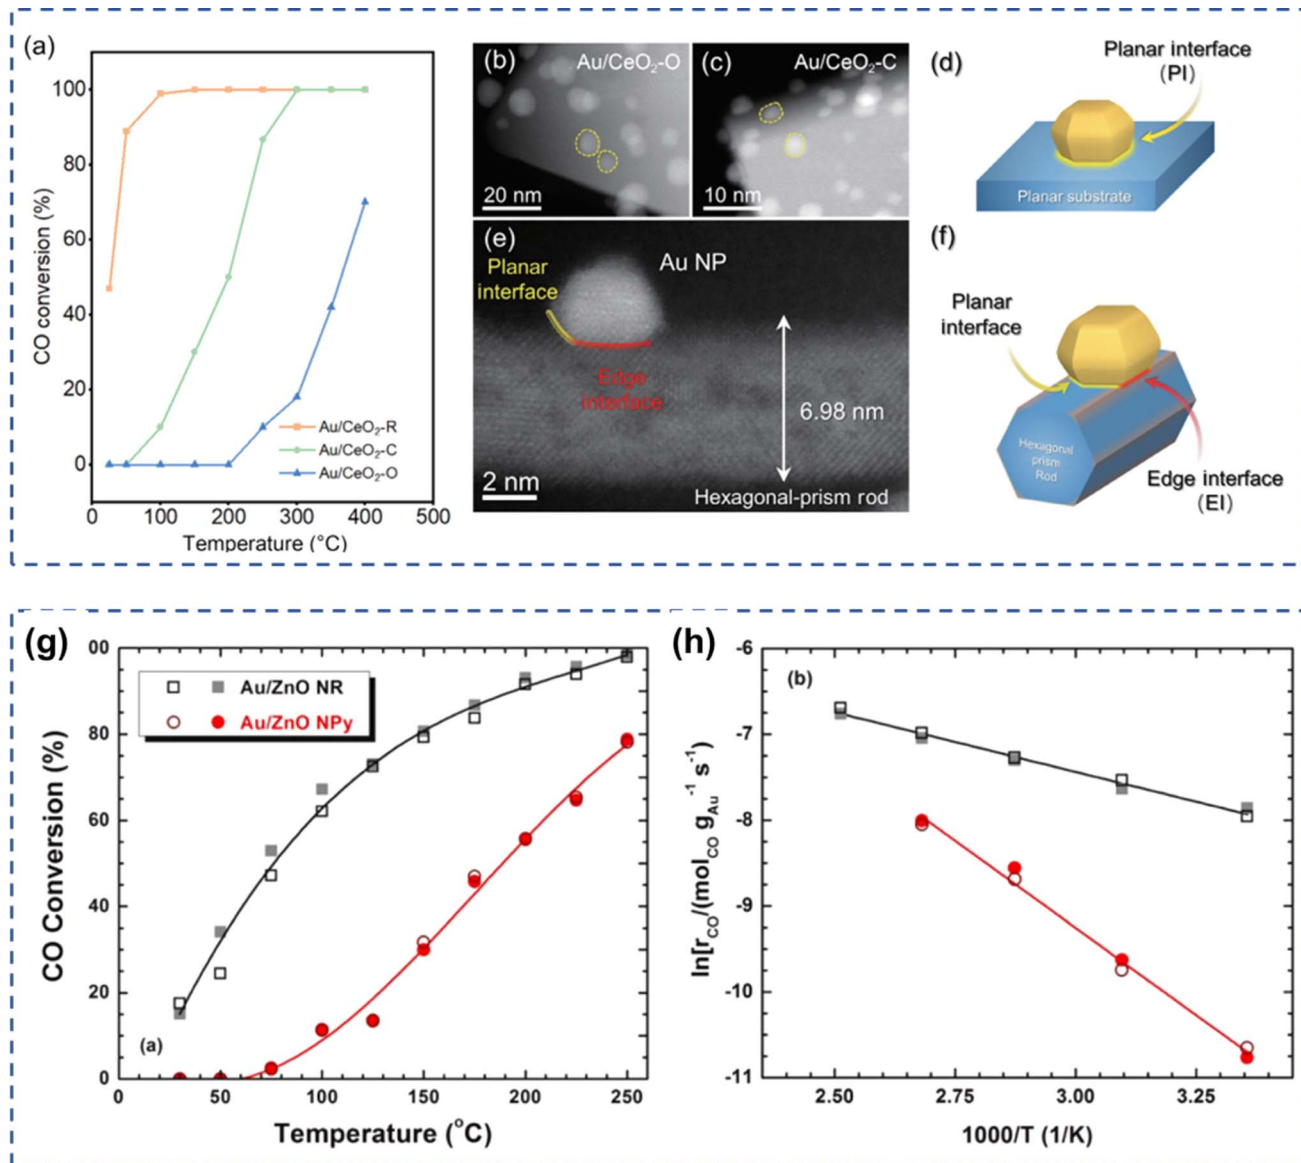 (a)
CO conversion (%)
100
80
60
40
20
0
Au/CeO₂-R
Au/CeO₂-C
Au/CeO₂-O
0 100 200 300 400 500
Temperature (°C)
(b) Au/CeO₂-O
20 nm
(c) Au/CeO₂-C
10 nm
(d)
Planar interface
(PI)
Planar substrate
(e)
Planar
interface
Au NP
Edge
interface
6.98 nm
2 nm
Hexagonal-prism rod
(f)
Planar
interface
Hexagonal
prism
Rod
Edge interface
(EI)
(g)
CO Conversion (%)
00
80
60
40
20
0
Au/ZnO NR
Au/ZnO NPy
(a)
0 50 100 150 200 250
Temperature (°C)
(h)
ln[r_CO/(mol_CO g_Au⁻¹ s⁻¹)
-6
-7
-8
-9
-10
-11
(b)
2.50 2.75 3.00 3.25
1000/T (1/K)